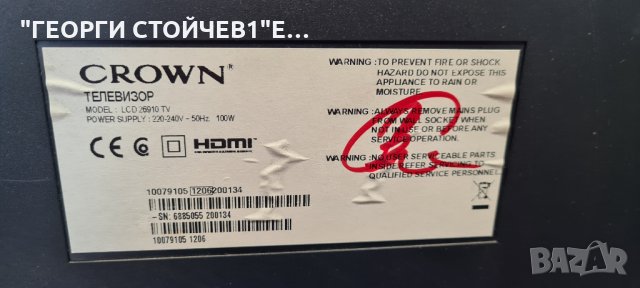 "ГЕОРГИ СТОЙЧЕВ1"Е...
CROWN®
ТЕЛЕВИЗОР
MODEL : LCD 26910 TV
POWER SUPPLY : 220-240V ~ 50Hz, 100W
CE HDMI
10079105 1206 200134
-SN: 6885055 200134
10079105 1206
WARNING :TO PREVENT FIRE OR SHOCK
HAZARD DO NOT EXPOSE THIS
APPLIANCE TO RAIN OR
MOISTURE.
WARNING :ALWAYS REMOVE MAINS PLUG
FROM WALL SOCKET WHEN
NOT IN USE OR BEFORE ANY
SERVICE/OPERATION.
WARNING :NO USER SERVICEABLE PARTS
INSIDE REFER SERVICING TO
QUALIFIED SERVICE PERSONNEL.
BAZAR.bg